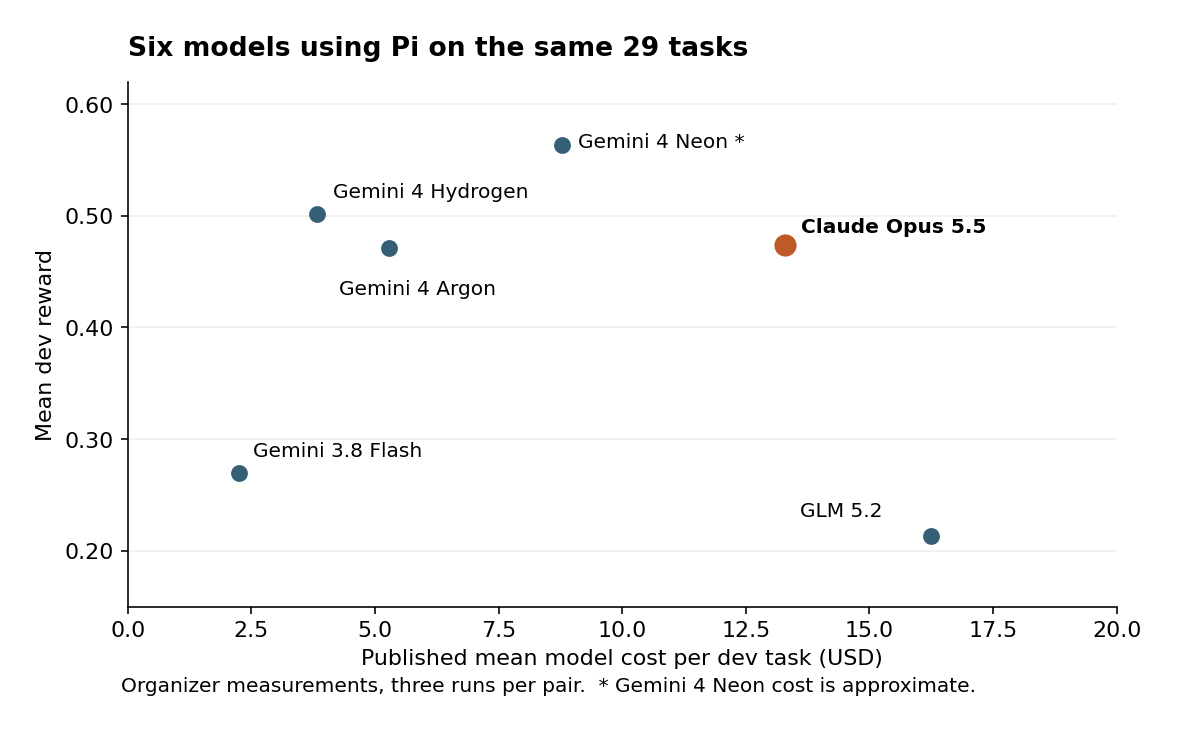 Six models using Pi on the same 29 tasks
0.60
Gemini 4 Neon *
Gemini 4 Hydrogen
0.50
Claude Opus 5.5
Gemini 4 Argon
0.40
Mean dev reward
0.30
Gemini 3.8 Flash
GLM 5.2
0.20
0.0 2.5 5.0 7.5 10.0 12.5 15.0 17.5 20.0
Published mean model cost per dev task (USD)
Organizer measurements, three runs per pair. * Gemini 4 Neon cost is approximate.